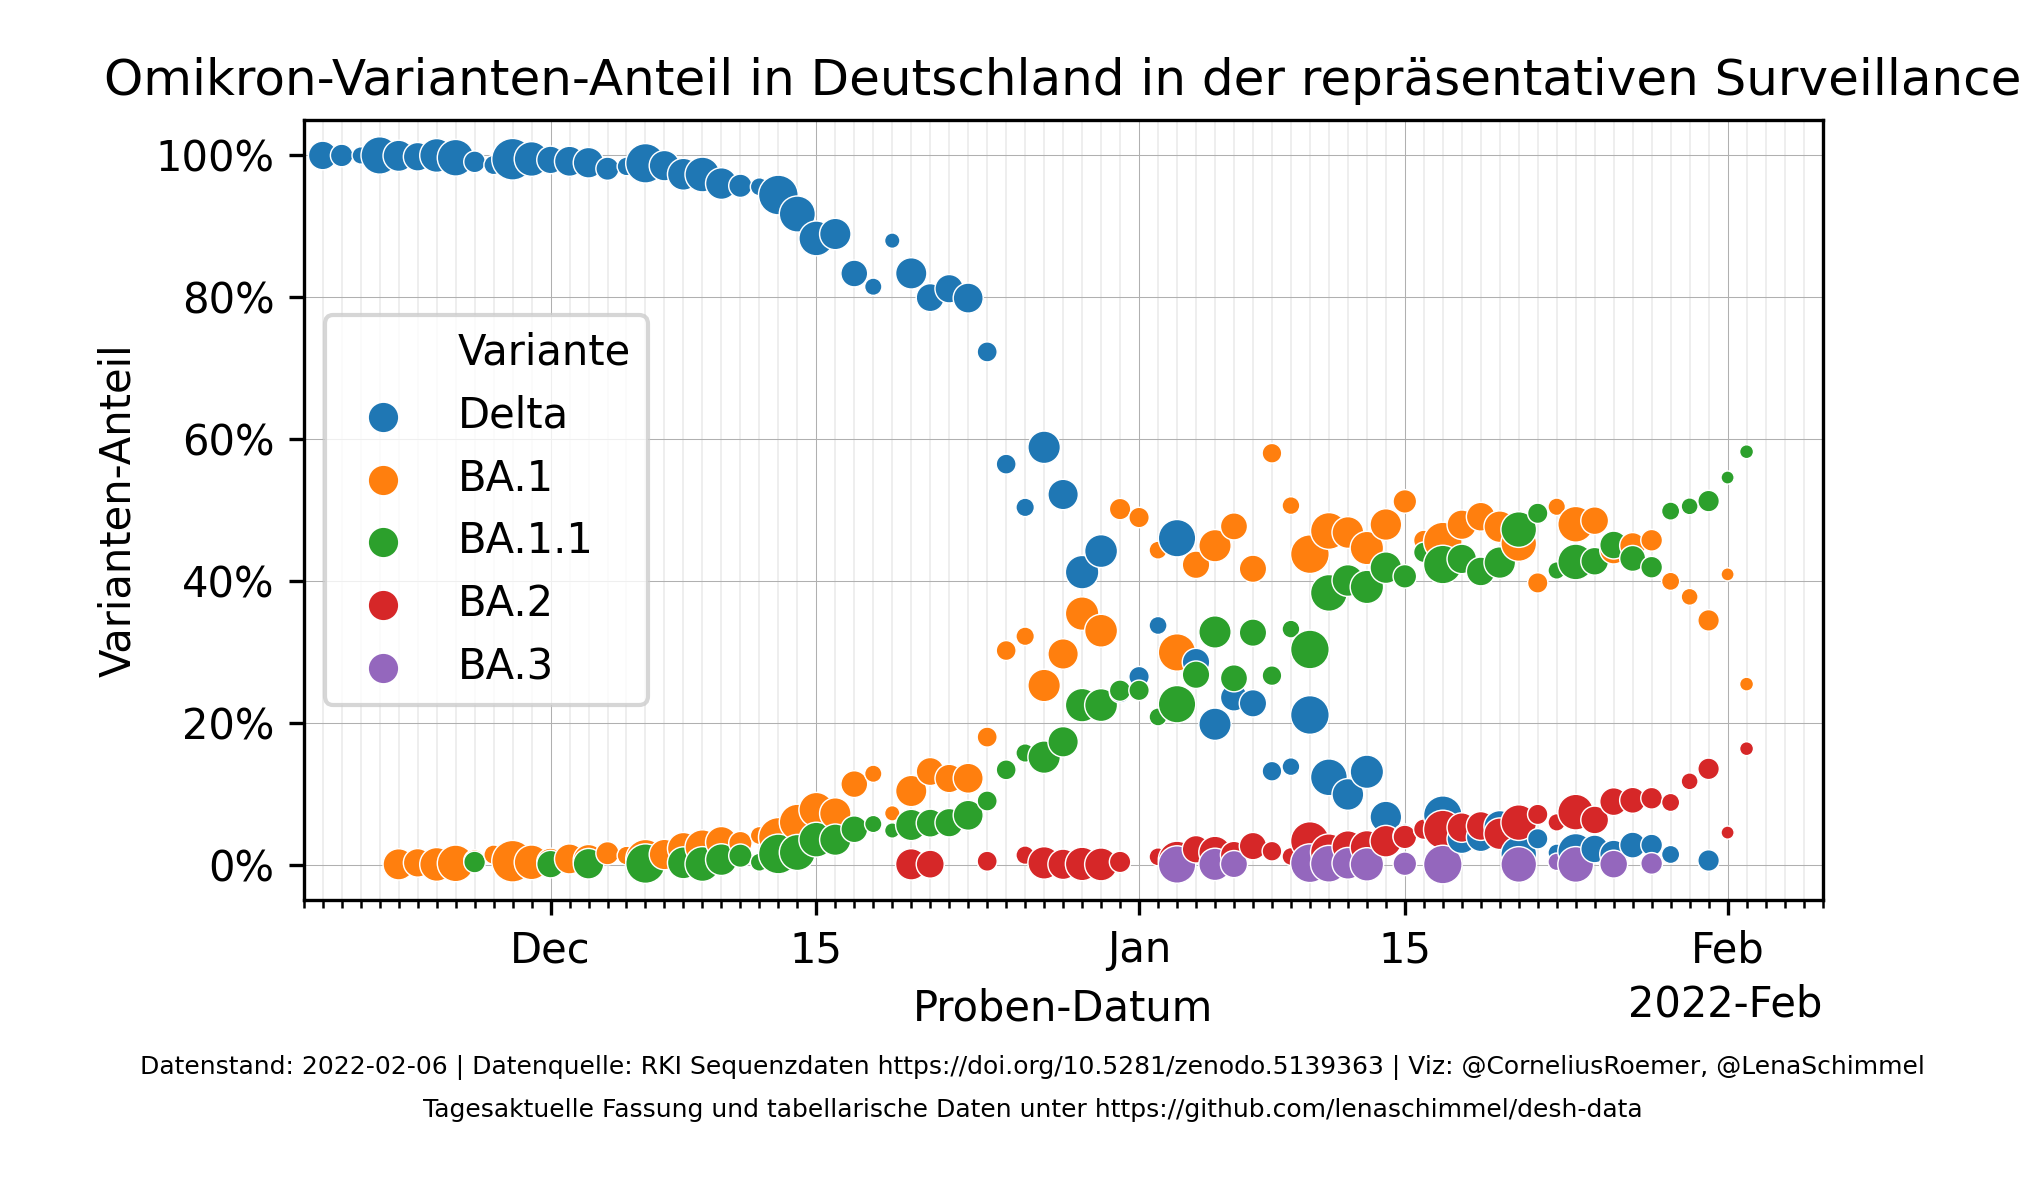 Omikron-Varianten-Anteil in Deutschland in der repräsentativen Surveillance
Varianten-Anteil
100%
80%
60%
40%
20%
0%
Variante
Delta
BA.1
BA.1.1
BA.2
BA.3
Dec 15 Jan 15 Feb
2022-Feb
Proben-Datum
Datenstand: 2022-02-06 | Datenquelle: RKI Sequenzdaten https://doi.org/10.5281/zenodo.5139363 | Viz: @CorneliusRoemer, @LenaSchimmel
Tagesaktuelle Fassung und tabellarische Daten unter https://github.com/lenaschimmel/desh-data